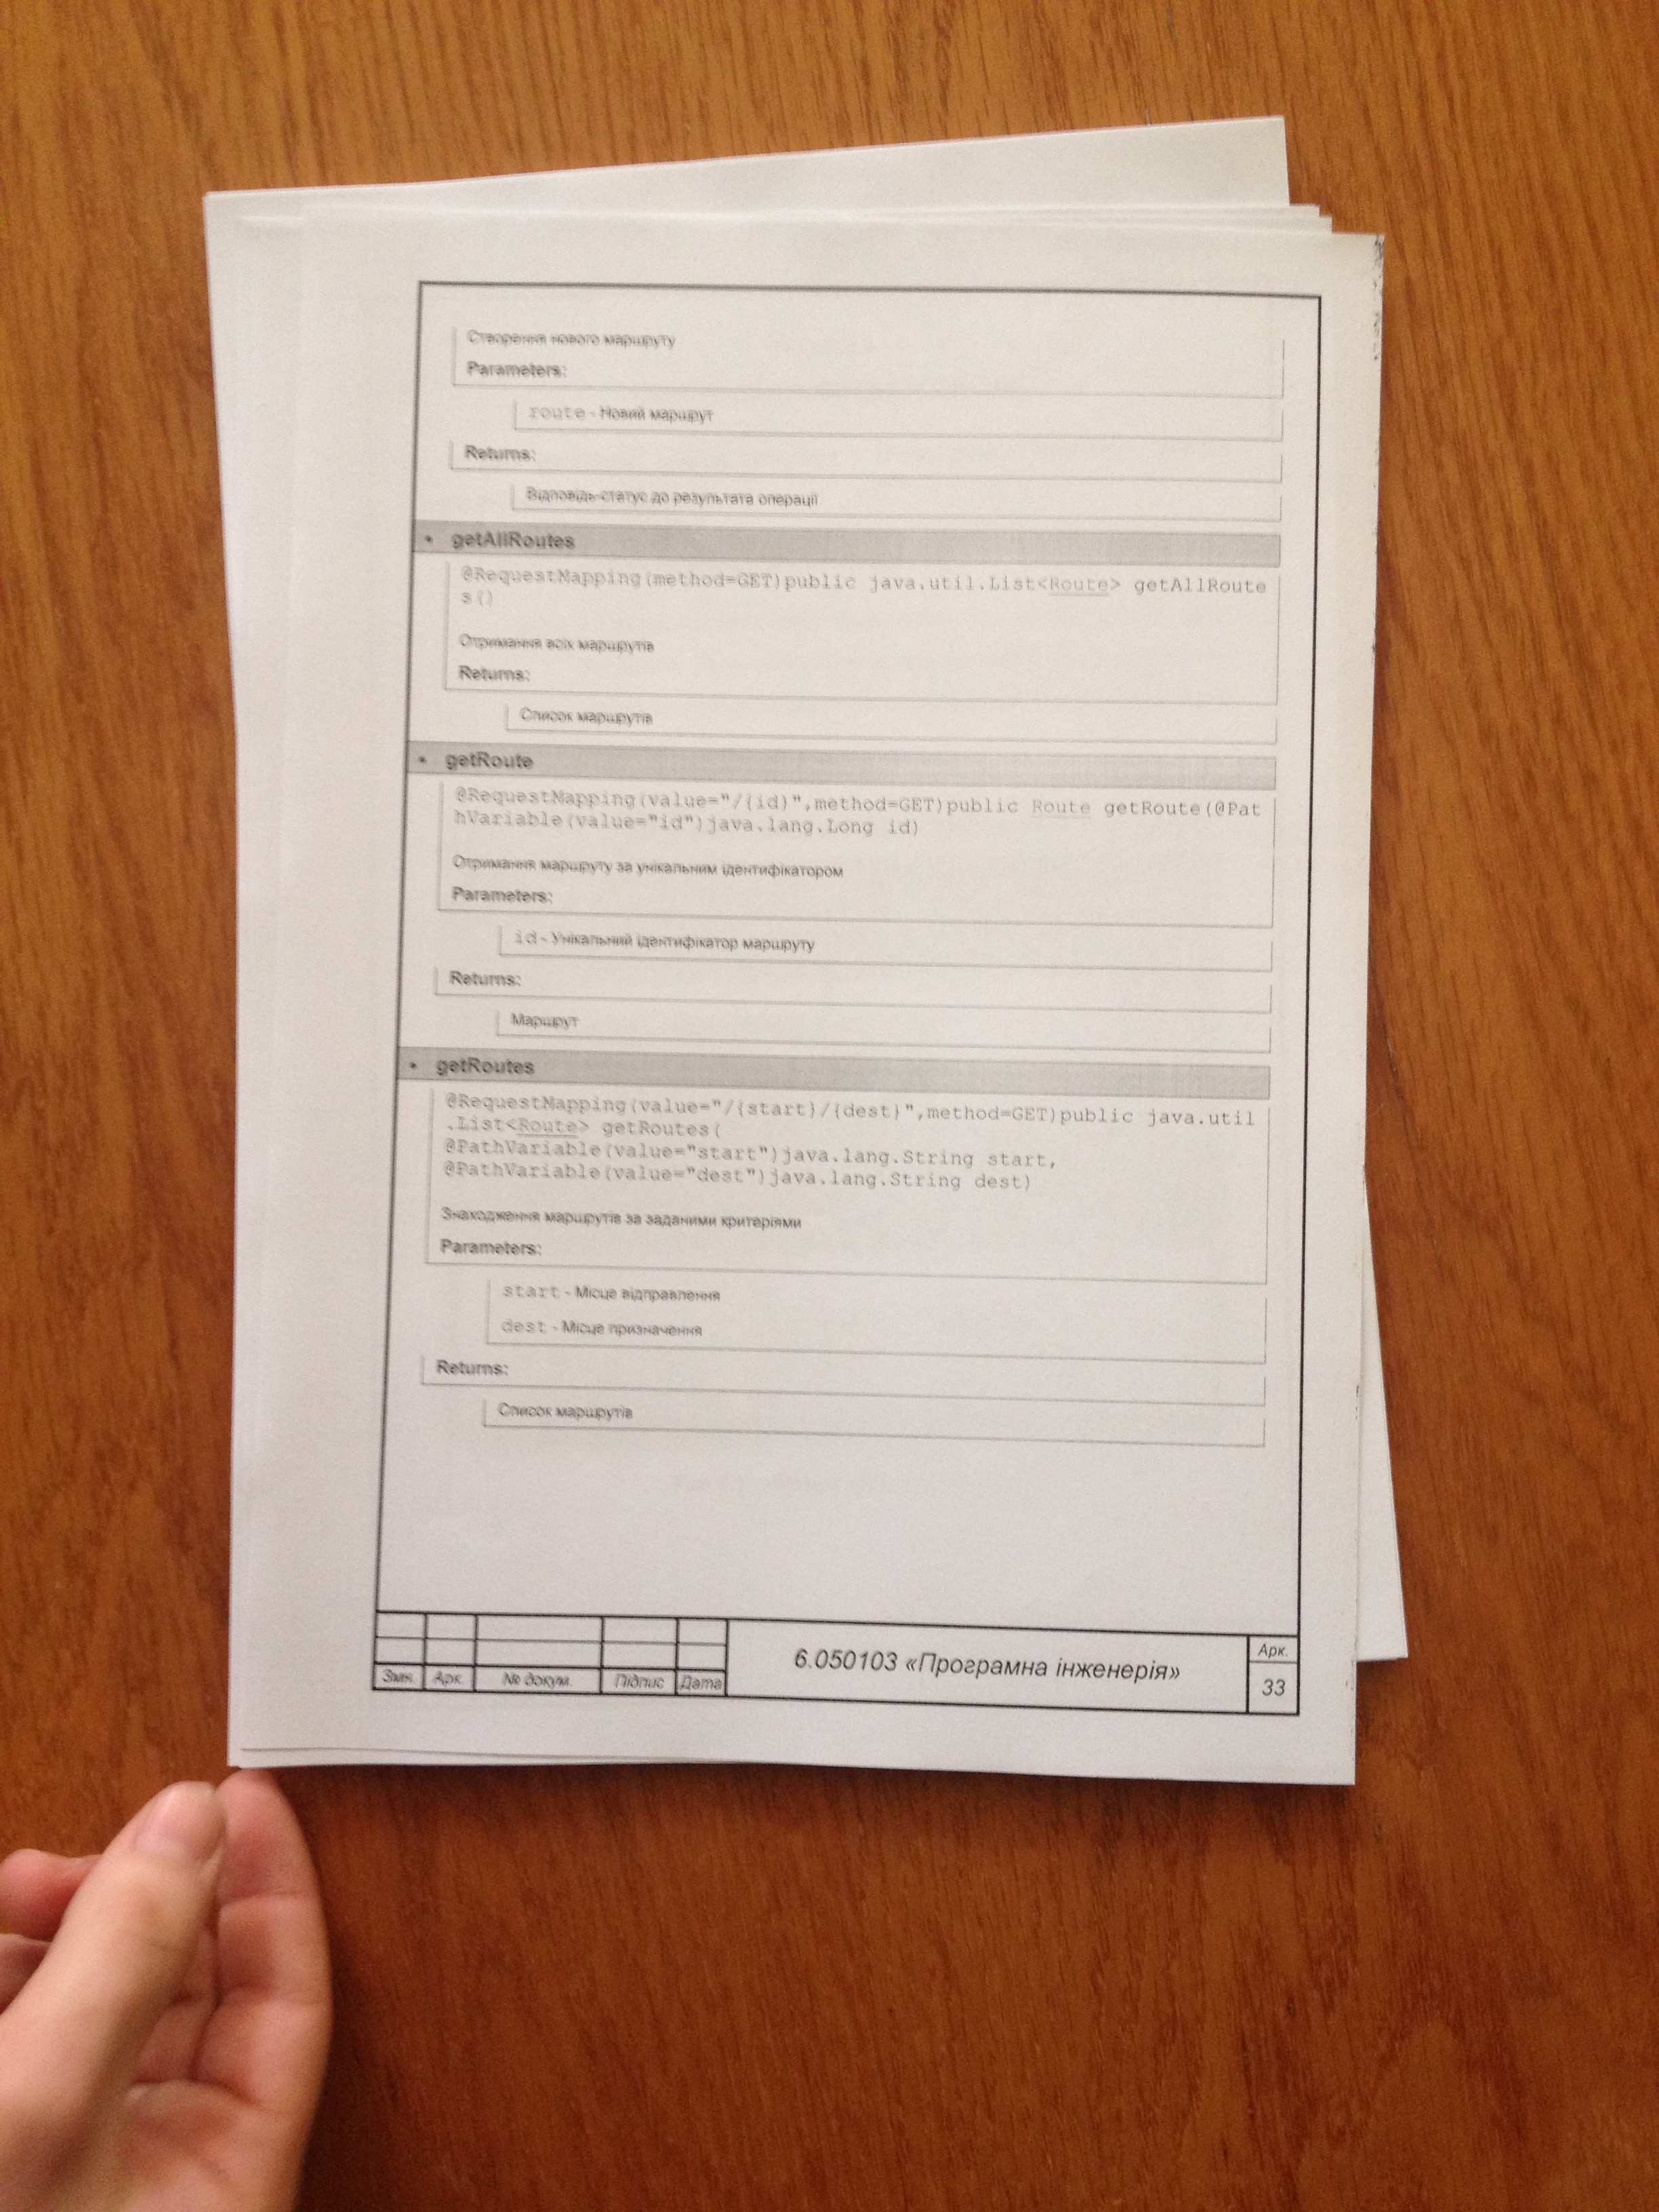 Створення нового маршруту
Parameters:
route - Новий маршрут
Returns:
Відповідь-статус до результата операції
• getAllRoutes
@RequestMapping(method=GET)public java.util.List<Route> getAllRoute
s()
Отримання всіх маршрутів
Returns:
Список маршрутів
• getRoute
@RequestMapping(value="/{id}",method=GET)public Route getRoute(@Pat
hVariable(value="id")java.lang.Long id)
Отримання маршруту за унікальним ідентифікатором
Parameters:
id - Унікальний ідентифікатор маршруту
Returns:
Маршрут
• getRoutes
@RequestMapping(value="/{start}/{dest}",method=GET)public java.util
.List<Route> getRoutes(
@PathVariable(value="start")java.lang.String start,
@PathVariable(value="dest")java.lang.String dest)
Знаходження маршрутів за заданими критеріями
Parameters:
start - Місце відправлення
dest - Місце призначення
Returns:
Список маршрутів
Змн. Арк. № докум. Підпис Дата
6.050103 «Програмна інженерія»
Арк.
33